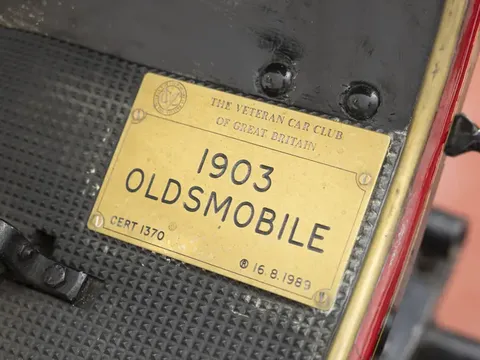 THE VETERAN CAR CLUB
OF GREAT BRITAIN
1903
OLDSMOBILE
CERT 1370
® 16.8.1989